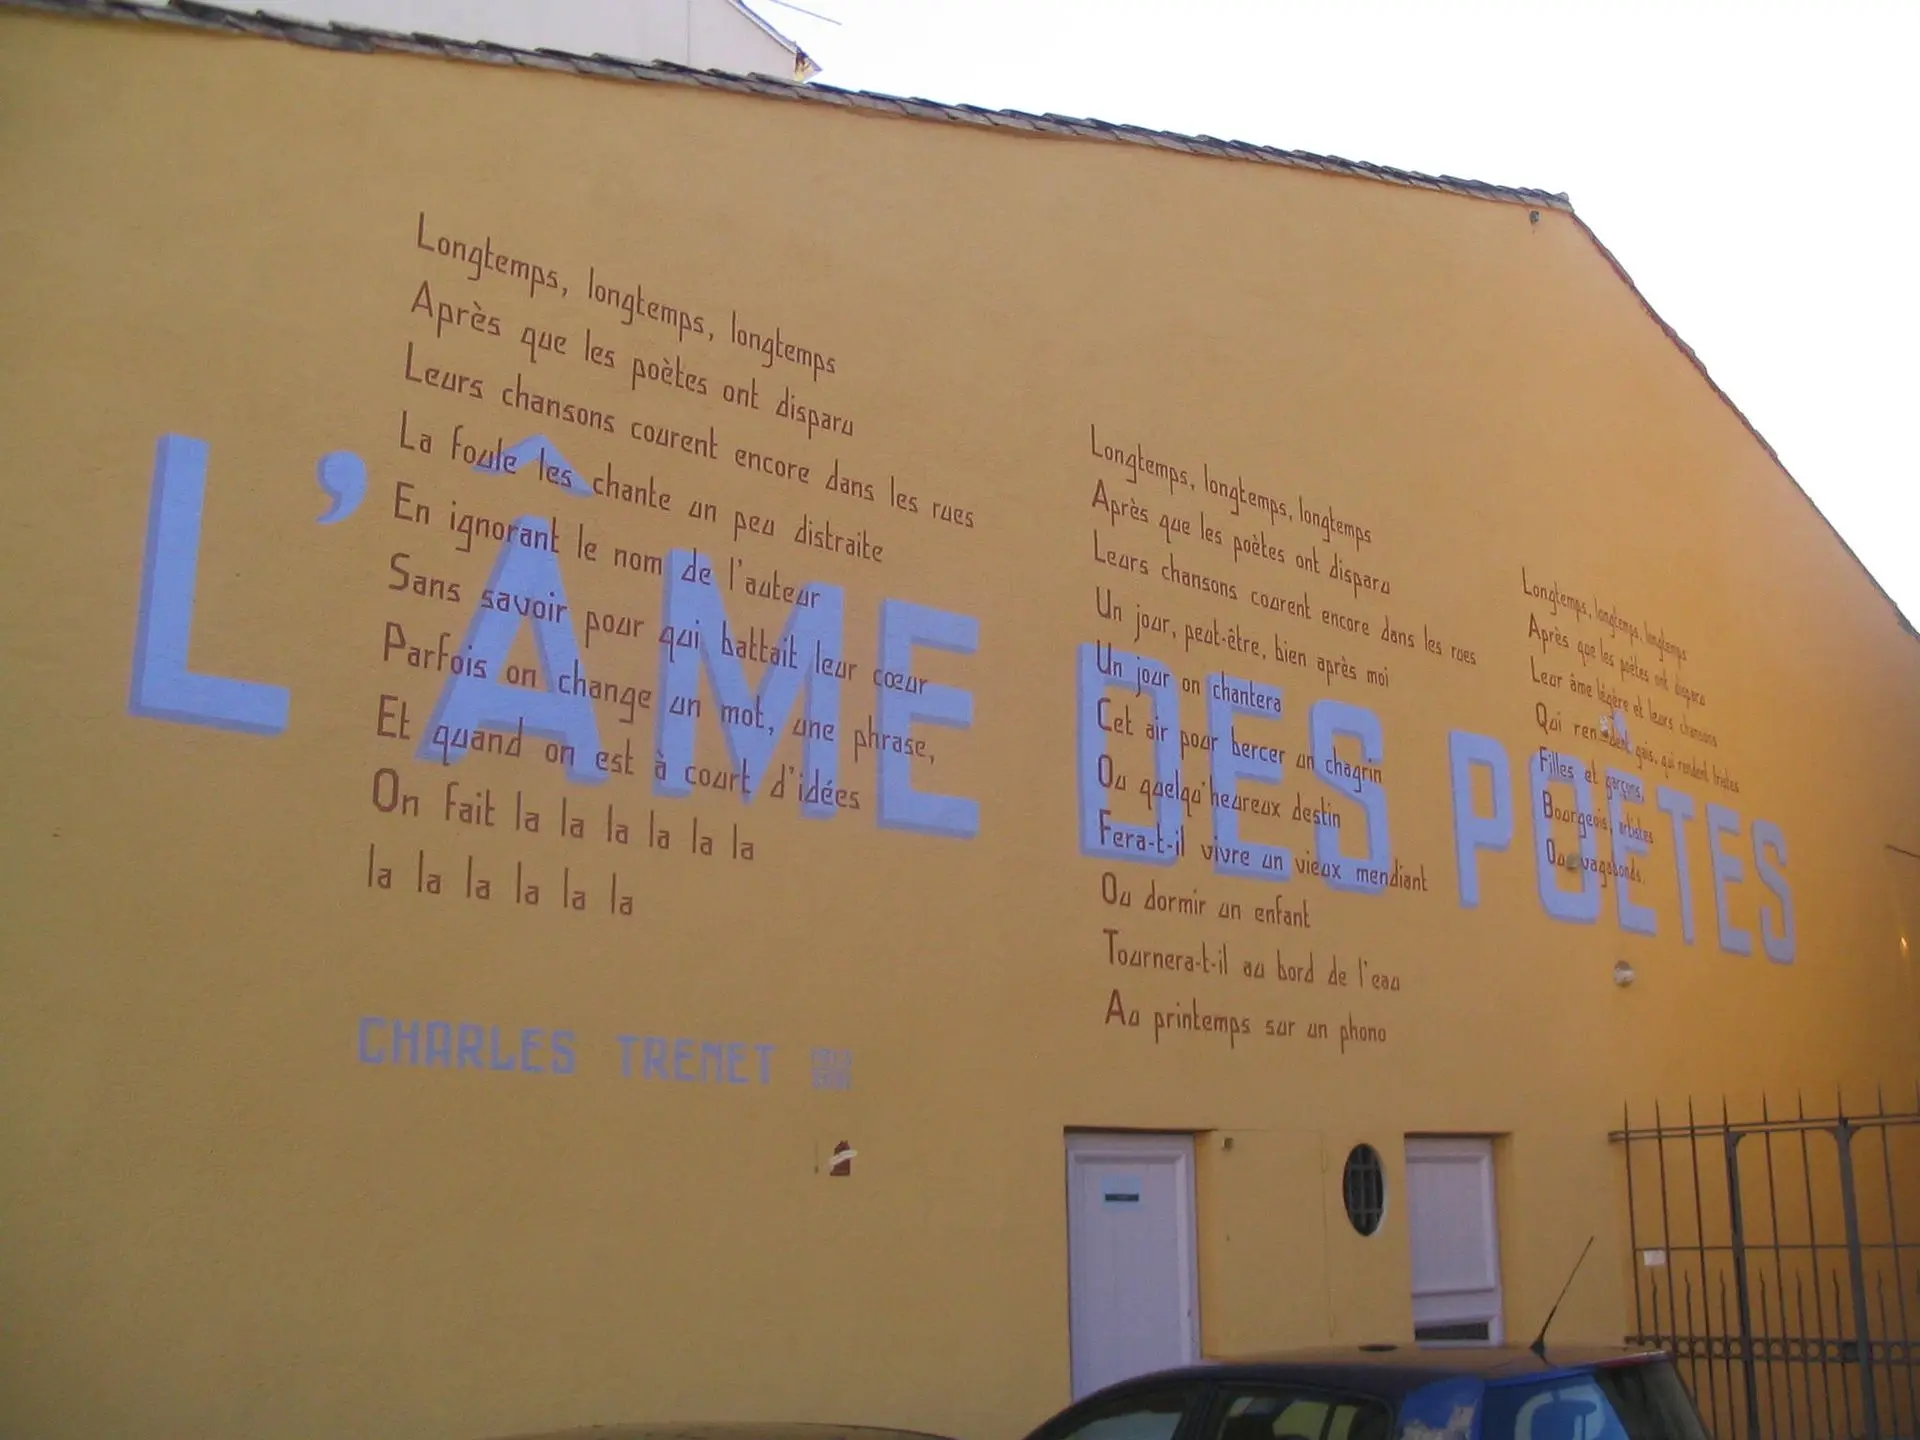 Longtemps, longtemps, longtemps
Après que les poètes ont disparu
Leurs chansons courent encore dans les rues
La foule les chante un peu distraite
En ignorant le nom de l'auteur
Sans savoir pour qui battait leur cœur
Parfois on change un mot, une phrase,
Et quand on est à court d'idées
On fait la la la la la la
la la la la la la
Longtemps, longtemps, longtemps
Après que les poètes ont disparu
Leurs chansons courent encore dans les rues
Un jour, peut-être, bien après moi
Un jour on chantera
Cet air pour bercer un chagrin
Ou quelqu'heureux destin
Fera-t-il vivre un vieux mendiant
Ou dormir un enfant
Tournera-t-il au bord de l'eau
Au printemps sur un phono
Longtemps, longtemps, longtemps
Après que les poètes ont disparu
Leur âme légère et leurs chansons
Qui rendent gais, qui rendent tristes
Filles et garçons,
Bourgeois, artistes
Ou vagabonds.
L'ÂME DES POÈTES
CHARLES TRENET